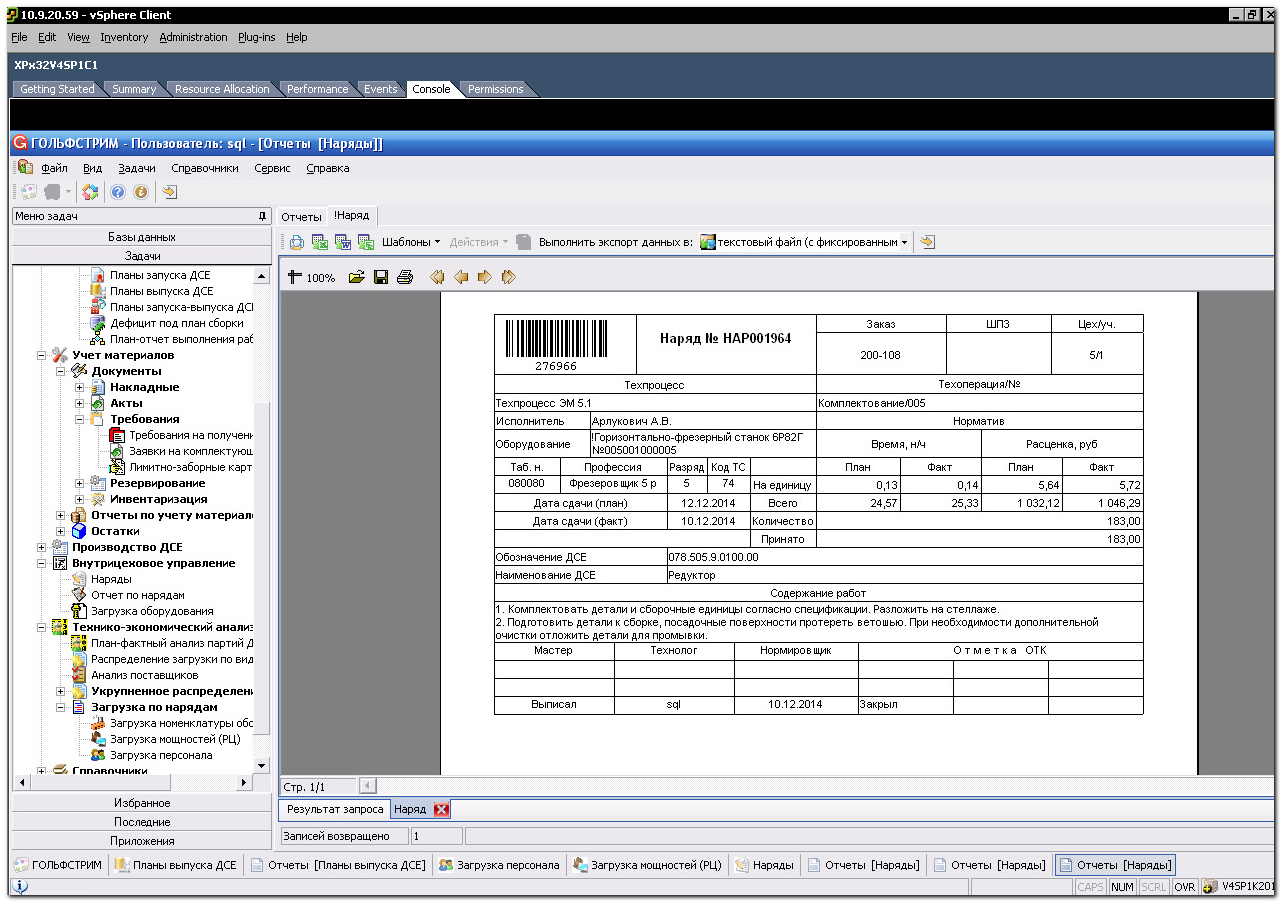 10.9.20.59 - vSphere Client
File Edit View Inventory Administration Plug-ins Help
XPx32V4SP1C1
Getting Started Summary Resource Allocation Performance Events Console Permissions
ГОЛЬФСТРИМ - Пользователь: sql - [Отчеты [Наряды]]
Файл Вид Задачи Справочники Сервис Справка
Меню задач
Базы данных
Задачи
Планы запуска ДСЕ
Планы выпуска ДСЕ
Планы запуска-выпуска ДСЕ
Дефицит под план сборки
План-отчет выполнения раб
Учет материалов
Документы
Накладные
Акты
Требования
Требования на получени
Заявки на комплектующ
Лимитно-заборные карт
Резервирование
Инвентаризация
Отчеты по учету материал
Остатки
Производство ДСЕ
Внутрицеховое управление
Наряды
Отчет по нарядам
Загрузка оборудования
Технико-экономический анализ
План-фактный анализ партий Д
Распределение загрузки по вид
Анализ поставщиков
Укрупненное распределени
Загрузка по нарядам
Загрузка номенклатуры обо
Загрузка мощностей (РЦ)
Загрузка персонала
Справочники
Избранное
Последние
Приложения
Отчеты !Наряд
Шаблоны Действия Выполнить экспорт данных в: текстовый файл (с фиксированным
100%
276966
Наряд № НАР001964
Заказ ШПЗ Цех/уч.
200-108 5/1
Техпроцесс Техоперация/№
Техпроцесс ЭМ 5.1 Комплектование/005
Исполнитель Арлукович А.В. Норматив
Оборудование !Горизонтально-фрезерный станок 6Р82Г
№005001000005
Время, н/ч Расценка, руб
Таб. н. Профессия Разряд Код ТС План Факт План Факт
080080 Фрезеровщик 5 р 5 74 На единицу 0,13 0,14 5,64 5,72
Дата сдачи (план) 12.12.2014 Всего 24,57 25,33 1 032,12 1 046,29
Дата сдачи (факт) 10.12.2014 Количество 183,00
Принято 183,00
Обозначение ДСЕ 078.505.9.0100.00
Наименование ДСЕ Редуктор
Содержание работ
1. Комплектовать детали и сборочные единицы согласно спецификации. Разложить на стеллаже.
2. Подготовить детали к сборке, посадочные поверхности протереть ветошью. При необходимости дополнительной
очистки отложить детали для промывки.
Мастер Технолог Нормировщик Отметка ОТК
Выписал sql 10.12.2014 Закрыл
Стр. 1/1
Результат запроса Наряд
Записей возвращено 1
ГОЛЬФСТРИМ Планы выпуска ДСЕ Отчеты [Планы выпуска ДСЕ] Загрузка персонала Загрузка мощностей (РЦ) Наряды Отчеты [Наряды] Отчеты [Наряды] Отчеты [Наряды]
CAPS NUM SCRL OVR V4SP1K201